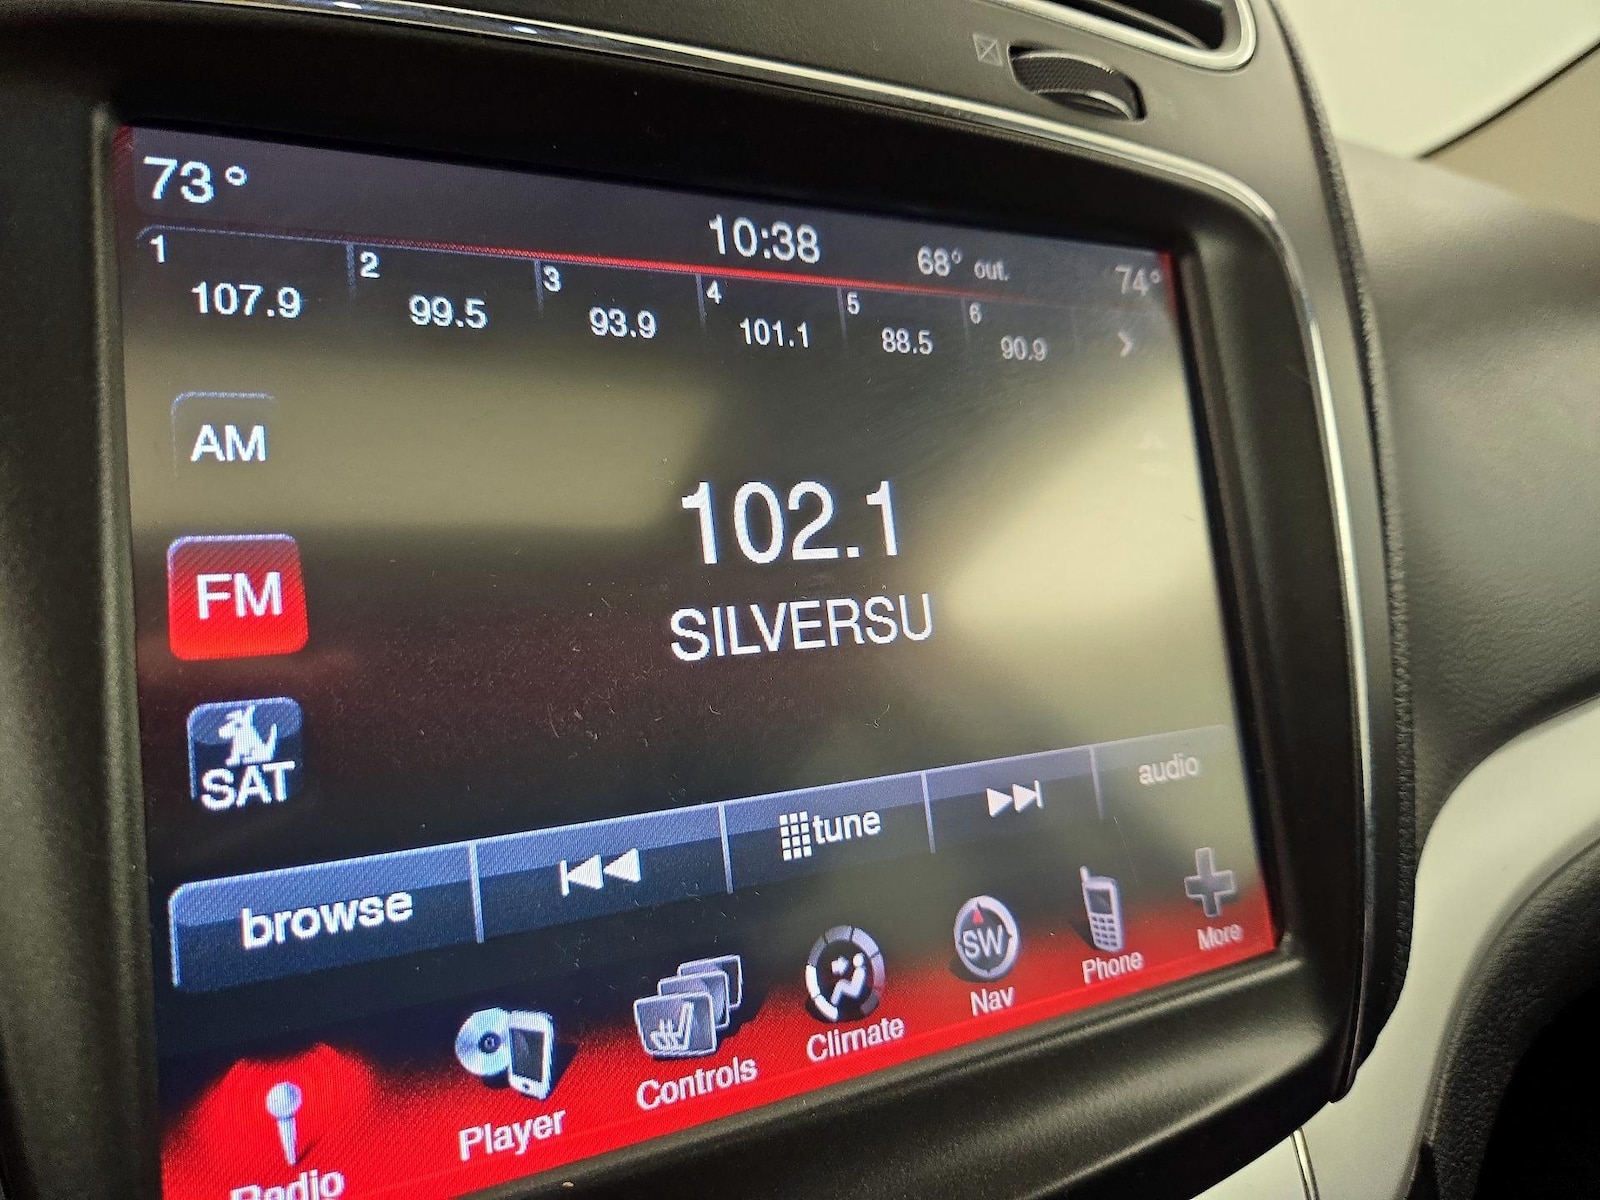 73°
10:38
68° out.
74°
1 107.9
2 99.5
3 93.9
4 101.1
5 88.5
6 90.9
AM
102.1
FM
SILVERSU
SAT
browse
tune
audio
Radio
Player
Controls
Climate
SW
Nav
Phone
More